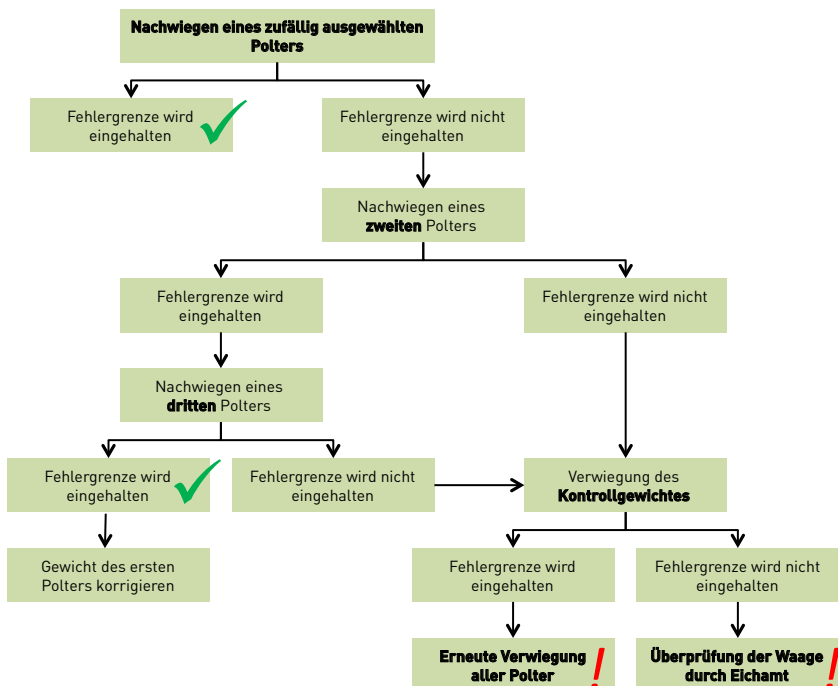 Nachwiegen eines zufällig ausgewählten
Polters
Fehlergrenze wird
eingehalten
Fehlergrenze wird nicht
eingehalten
Nachwiegen eines
zweiten Polters
Fehlergrenze wird
eingehalten
Fehlergrenze wird nicht
eingehalten
Nachwiegen eines
dritten Polters
Fehlergrenze wird
eingehalten
Fehlergrenze wird nicht
eingehalten
Verwiegung des
Kontrollgewichtes
Gewicht des ersten
Polters korrigieren
Fehlergrenze wird
eingehalten
Fehlergrenze wird nicht
eingehalten
Erneute Verwiegung
aller Polter
!
Überprüfung der Waage
durch Eichamt
!